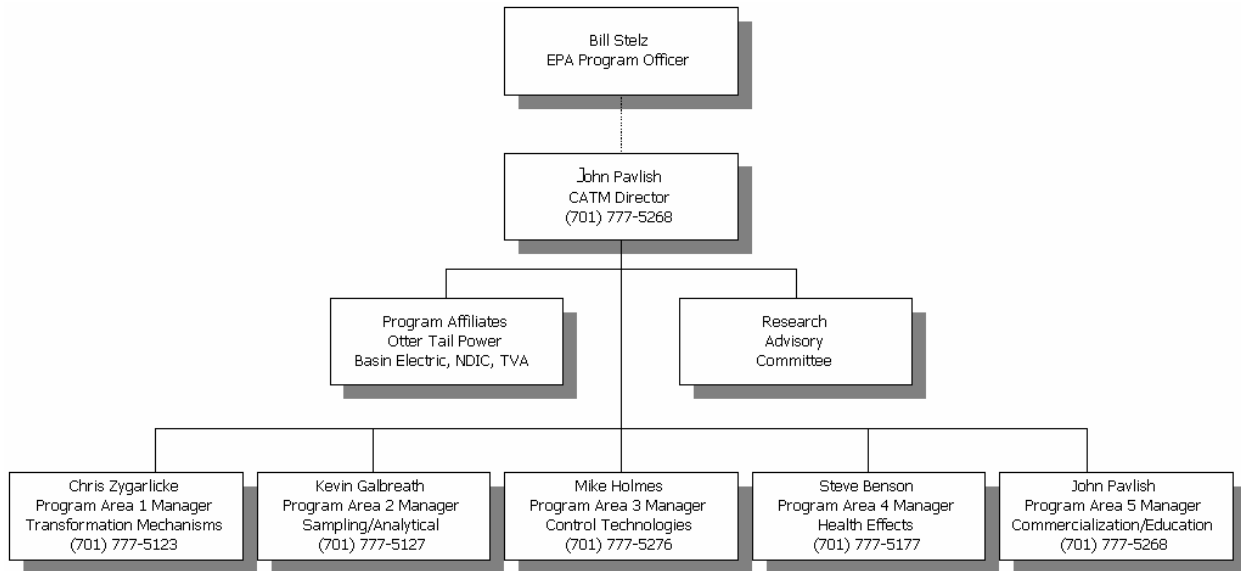 Bill Stelz
EPA Program Officer
John Pavlish
CATM Director
(701) 777-5268
Program Affiliates
Otter Tail Power
Basin Electric, NDIC, TVA
Research
Advisory
Committee
Chris Zygarlicke
Program Area 1 Manager
Transformation Mechanisms
(701) 777-5123
Kevin Galbreath
Program Area 2 Manager
Sampling/Analytical
(701) 777-5127
Mike Holmes
Program Area 3 Manager
Control Technologies
(701) 777-5276
Steve Benson
Program Area 4 Manager
Health Effects
(701) 777-5177
John Pavlish
Program Area 5 Manager
Commercialization/Education
(701) 777-5268